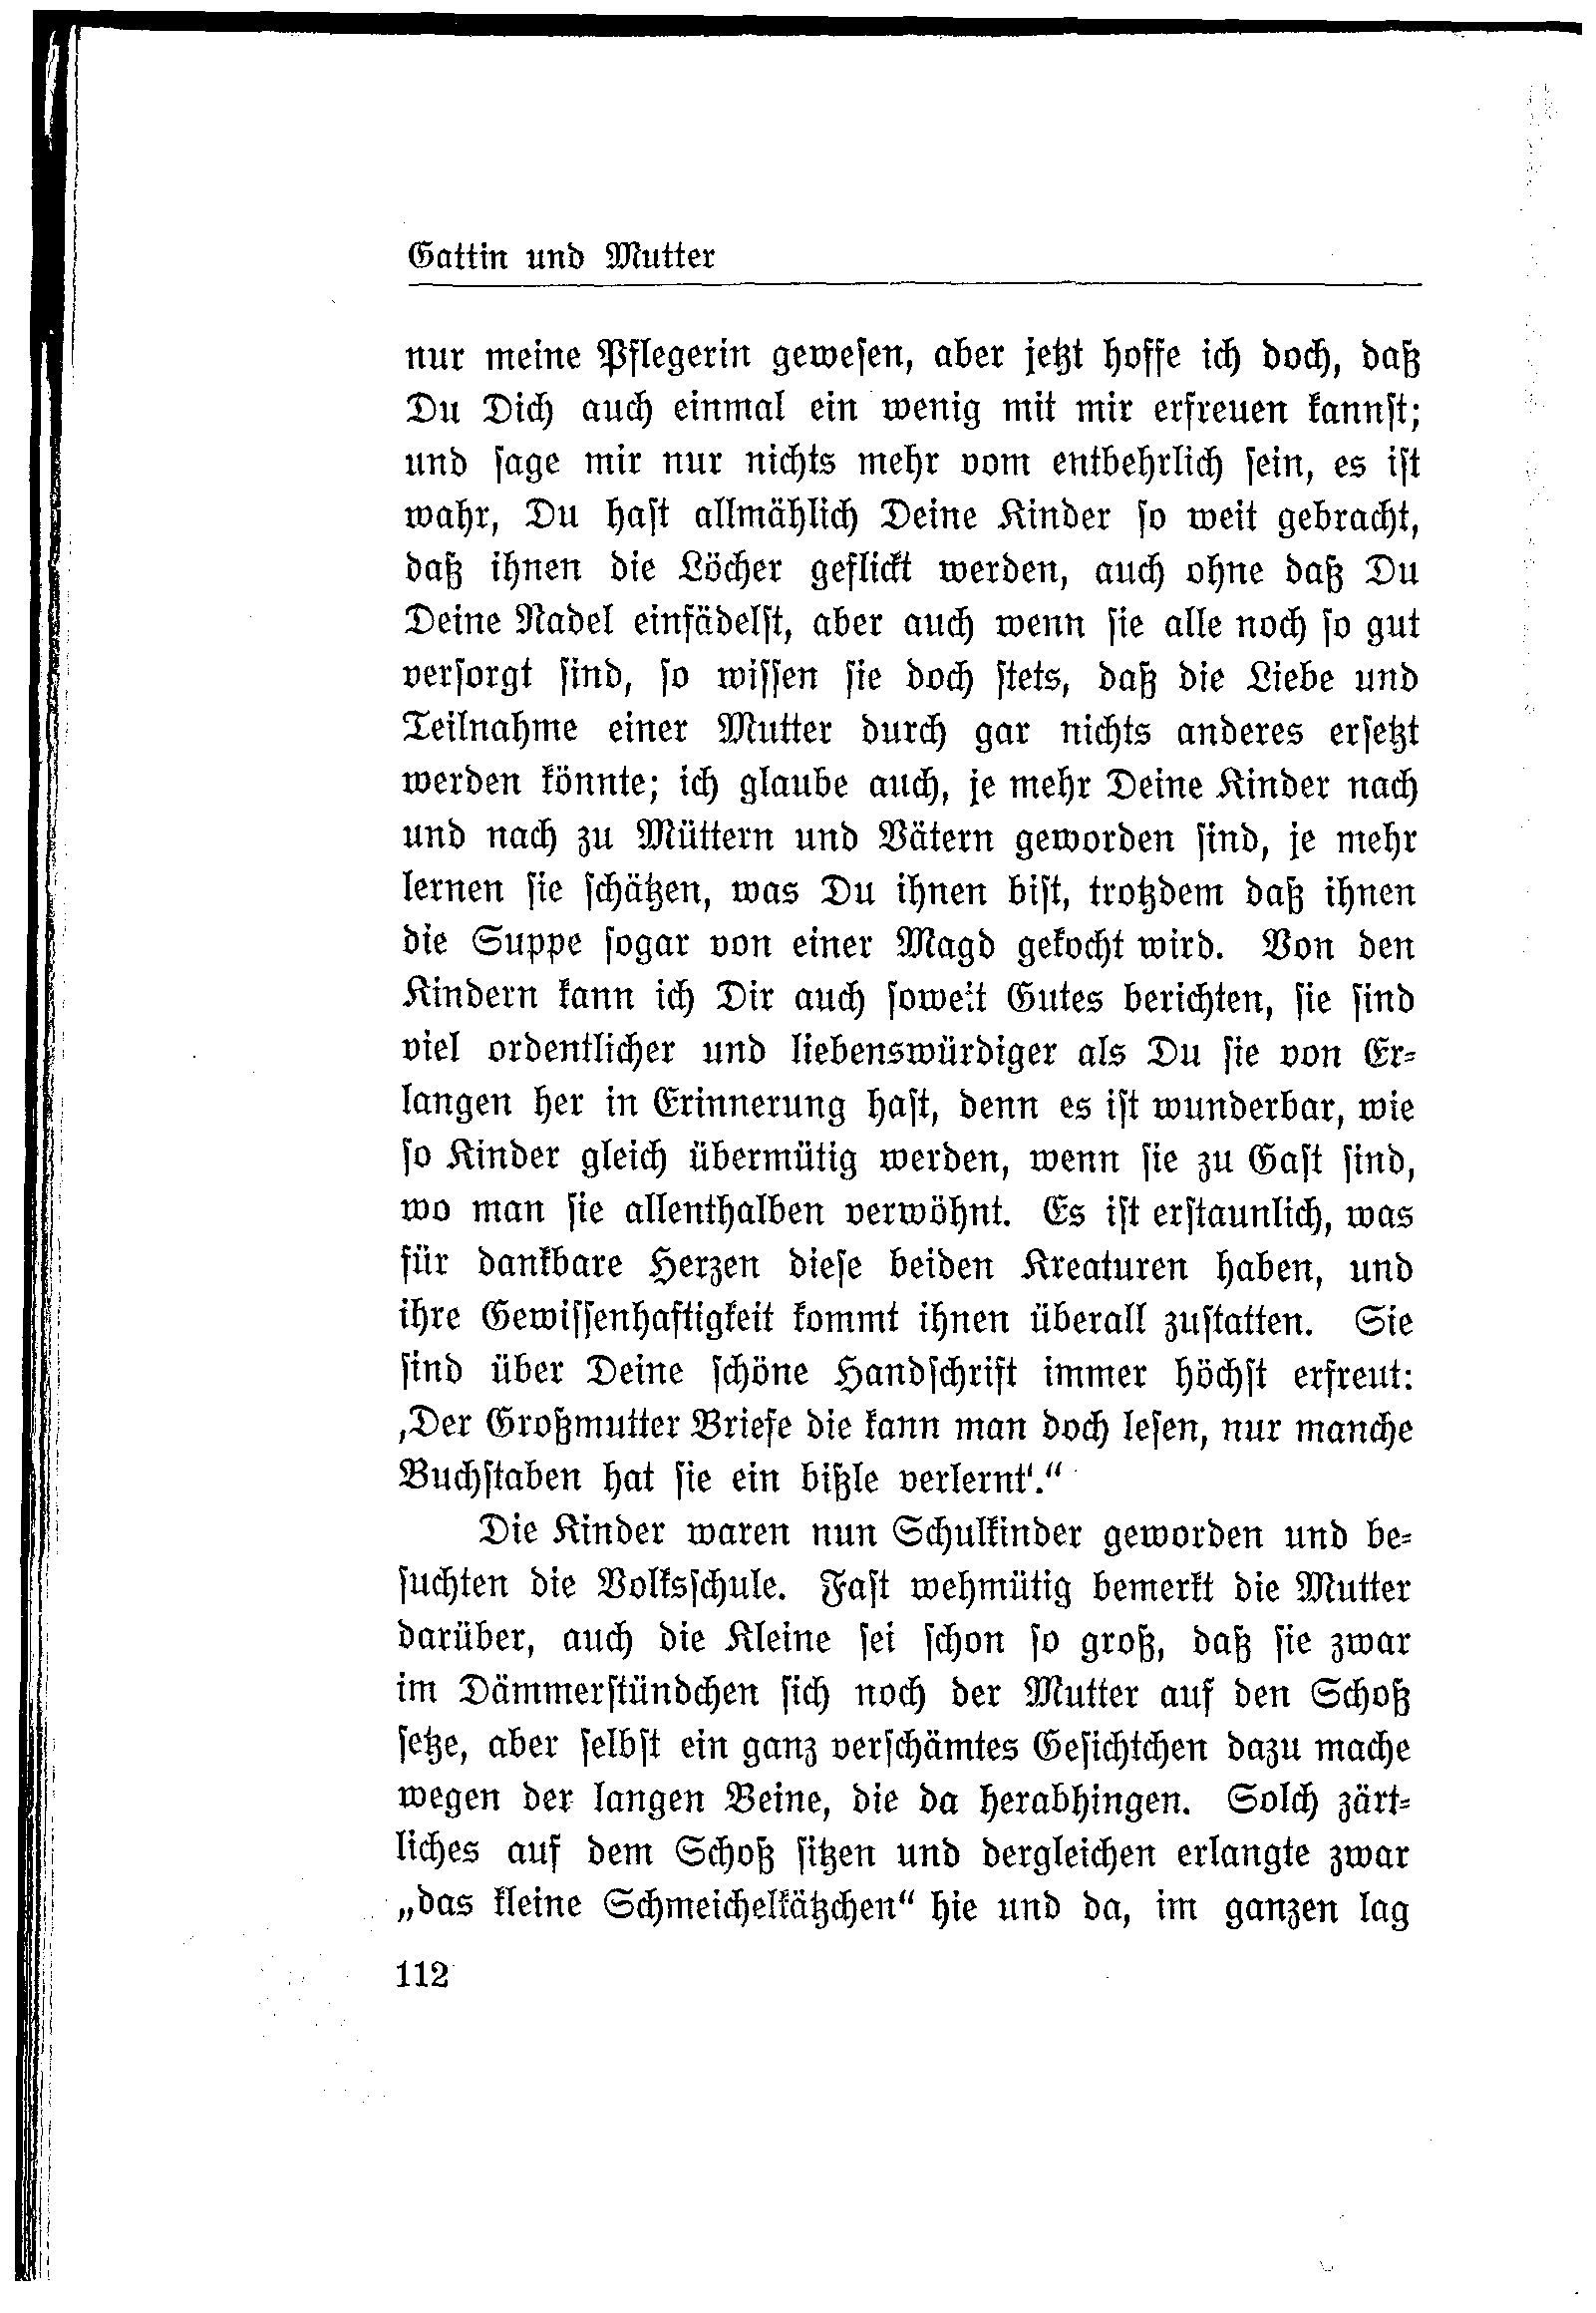 Gattin und Mutter
nur meine Pflegerin gewesen, aber jetzt hoffe ich doch, daß
Du Dich auch einmal ein wenig mit mir erfreuen kannst;
und sage mir nur nichts mehr vom entbehrlich sein, es ist
wahr, Du hast allmählich Deine Kinder so weit gebracht,
daß ihnen die Löcher geflickt werden, auch ohne daß Du
Deine Nadel einfädelst, aber auch wenn sie alle noch so gut
versorgt sind, so wissen sie doch stets, daß die Liebe und
Teilnahme einer Mutter durch gar nichts anderes ersetzt
werden könnte; ich glaube auch, je mehr Deine Kinder nach
und nach zu Müttern und Vätern geworden sind, je mehr
lernen sie schätzen, was Du ihnen bist, trotzdem daß ihnen
die Suppe sogar von einer Magd gekocht wird. Von den
Kindern kann ich Dir auch soweit Gutes berichten, sie sind
viel ordentlicher und liebenswürdiger als Du sie von Er-
langen her in Erinnerung hast, denn es ist wunderbar, wie
so Kinder gleich übermütig werden, wenn sie zu Gast sind,
wo man sie allenthalben verwöhnt. Es ist erstaunlich, was
für dankbare Herzen diese beiden Kreaturen haben, und
ihre Gewissenhaftigkeit kommt ihnen überall zustatten. Sie
sind über Deine schöne Handschrift immer höchst erfreut:
‚Der Großmutter Briefe die kann man doch lesen, nur manche
Buchstaben hat sie ein bißle verlernt‘.“
Die Kinder waren nun Schulkinder geworden und be-
suchten die Volksschule. Fast wehmütig bemerkt die Mutter
darüber, auch die Kleine sei schon so groß, daß sie zwar
im Dämmerstündchen sich noch der Mutter auf den Schoß
setze, aber selbst ein ganz verschämtes Gesichtchen dazu mache
wegen der langen Beine, die da herabhingen. Solch zärt-
liches auf dem Schoß sitzen und dergleichen erlangte zwar
„das kleine Schmeichelkätzchen“ hie und da, im ganzen lag
112